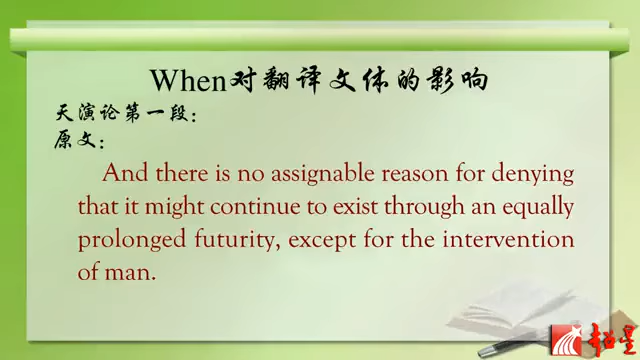 When对翻译文体的影响
天演论第一段：
原文：
And there is no assignable reason for denying
that it might continue to exist through an equally
prolonged futurity, except for the intervention
of man.
超星